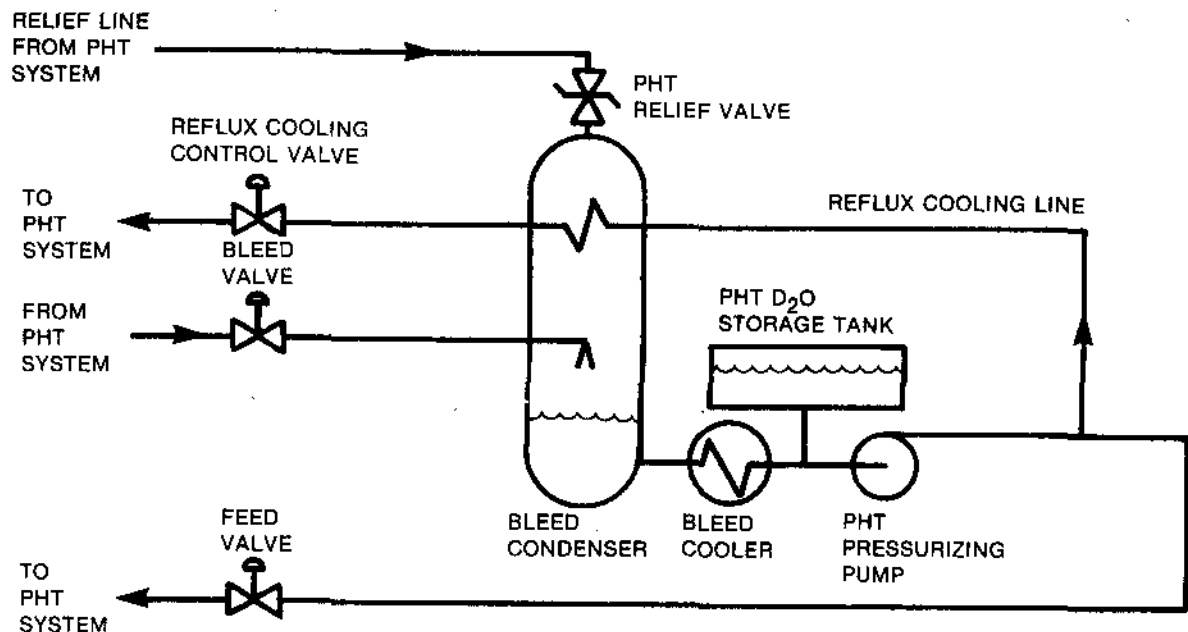 RELIEF LINE
FROM PHT
SYSTEM
PHT
RELIEF VALVE
REFLUX COOLING
CONTROL VALVE
TO
PHT
SYSTEM
REFLUX COOLING LINE
BLEED
VALVE
FROM
PHT
SYSTEM
PHT D₂O
STORAGE TANK
BLEED
CONDENSER
BLEED
COOLER
PHT
PRESSURIZING
PUMP
FEED
VALVE
TO
PHT
SYSTEM